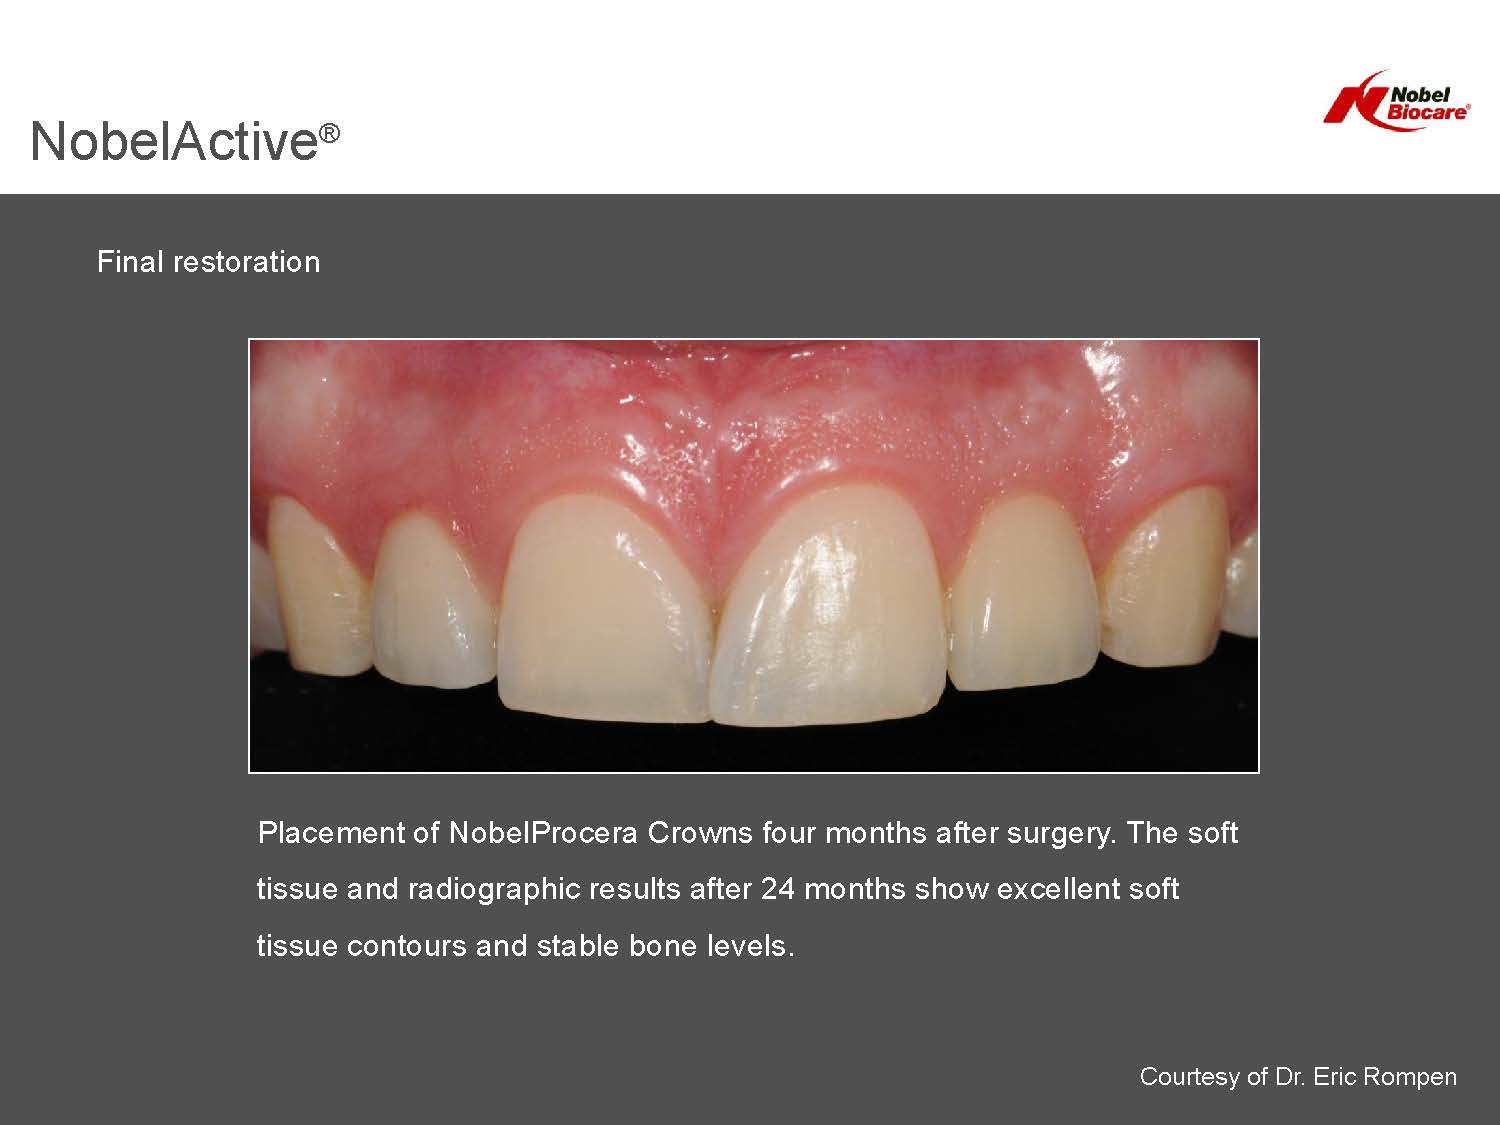 NobelActive®
Nobel
Biocare®
Final restoration
Placement of NobelProcera Crowns four months after surgery. The soft
tissue and radiographic results after 24 months show excellent soft
tissue contours and stable bone levels.
Courtesy of Dr. Eric Rompen